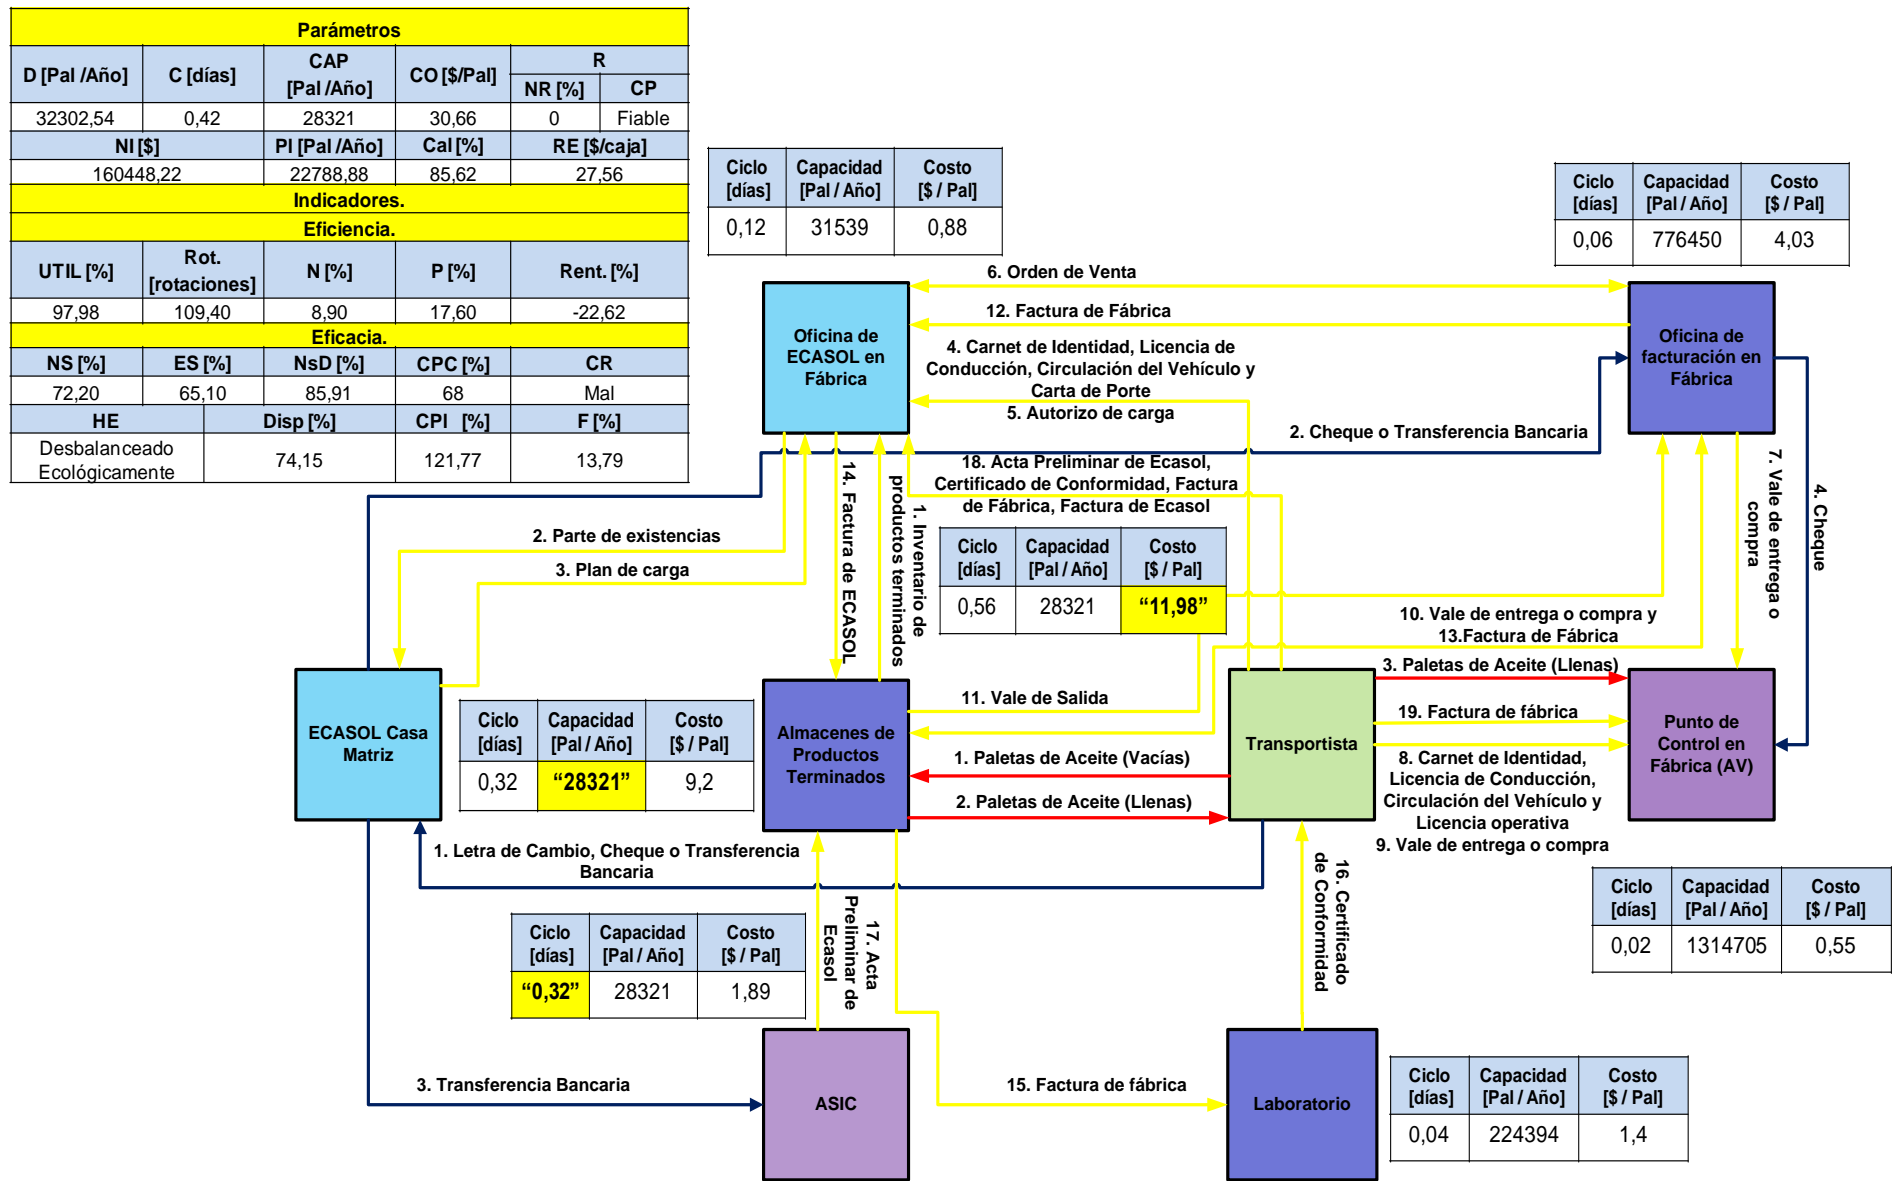 Parámetros
D [Pal /Año]
C [días]
CAP
[Pal /Año]
CO [$/Pal]
R
NR [%]
CP
32302,54
0,42
28321
30,66
0
Fiable
NI [$]
PI [Pal /Año]
Cal [%]
RE [$/caja]
160448,22
22788,88
85,62
27,56
Indicadores.
Eficiencia.
UTIL [%]
Rot.
[rotaciones]
N [%]
P [%]
Rent. [%]
97,98
109,40
8,90
17,60
-22,62
Eficacia.
NS [%]
ES [%]
NsD [%]
CPC [%]
CR
72,20
65,10
85,91
68
Mal
HE
Disp [%]
CPI [%]
F [%]
Desbalanceado
Ecológicamente
74,15
121,77
13,79
Ciclo
[días]
Capacidad
[Pal / Año]
Costo
[$ / Pal]
0,12
31539
0,88
Ciclo
[días]
Capacidad
[Pal / Año]
Costo
[$ / Pal]
0,06
776450
4,03
6. Orden de Venta
12. Factura de Fábrica
Oficina de
ECASOL en
Fábrica
Oficina de
facturación en
Fábrica
4. Carnet de Identidad, Licencia de
Conducción, Circulación del Vehículo y
Carta de Porte
5. Autorizo de carga
2. Cheque o Transferencia Bancaria
18. Acta Preliminar de Ecasol,
Certificado de Conformidad, Factura
de Fábrica, Factura de Ecasol
14. Factura de ECASOL
1. Inventario de
productos terminados
7. Vale de entrega o
compra
4. Cheque
2. Parte de existencias
3. Plan de carga
Ciclo
[días]
Capacidad
[Pal / Año]
Costo
[$ / Pal]
0,56
28321
“11,98”
10. Vale de entrega o compra y
13.Factura de Fábrica
3. Paletas de Aceite (Llenas)
ECASOL Casa
Matriz
Ciclo
[días]
Capacidad
[Pal / Año]
Costo
[$ / Pal]
0,32
“28321”
9,2
Almacenes de
Productos
Terminados
11. Vale de Salida
1. Paletas de Aceite (Vacías)
2. Paletas de Aceite (Llenas)
Transportista
19. Factura de fábrica
8. Carnet de Identidad,
Licencia de Conducción,
Circulación del Vehículo y
Licencia operativa
9. Vale de entrega o compra
Punto de
Control en
Fábrica (AV)
1. Letra de Cambio, Cheque o Transferencia
Bancaria
Ciclo
[días]
Capacidad
[Pal / Año]
Costo
[$ / Pal]
0,02
1314705
0,55
Ciclo
[días]
Capacidad
[Pal / Año]
Costo
[$ / Pal]
“0,32”
28321
1,89
17. Acta
Preliminar de
Ecasol
16. Certificado
de Conformidad
3. Transferencia Bancaria
ASIC
15. Factura de fábrica
Laboratorio
Ciclo
[días]
Capacidad
[Pal / Año]
Costo
[$ / Pal]
0,04
224394
1,4